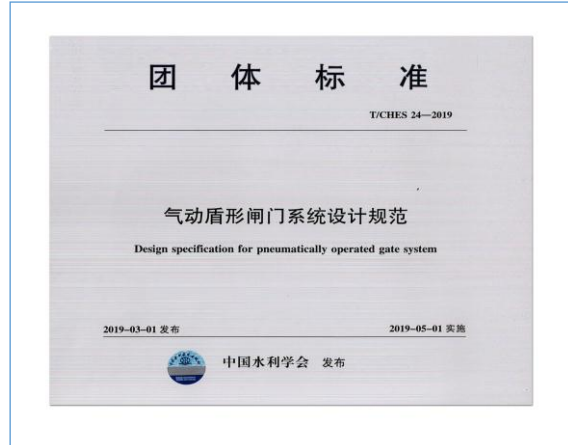 团 体 标 准
T/CHES 24—2019
气动盾形闸门系统设计规范
Design specification for pneumatically operated gate system
2019-03-01 发布
2019-05-01 实施
中国水利学会 发布